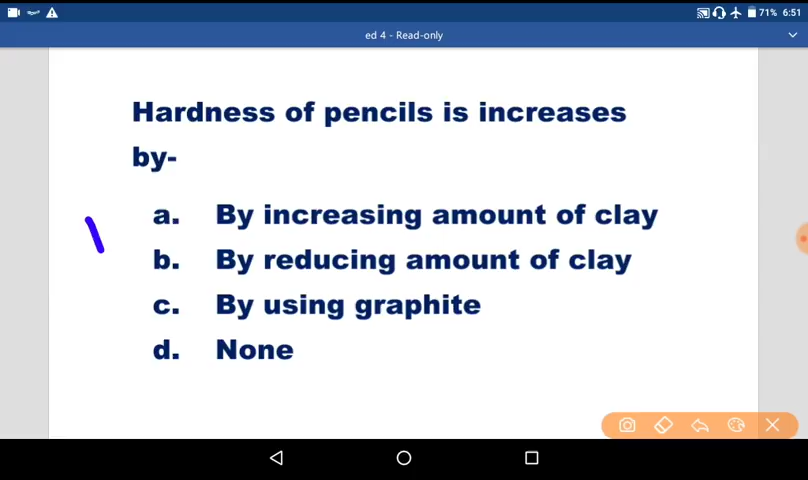 71% 6:51
ed 4 - Read-only
Hardness of pencils is increases
by-
a. By increasing amount of clay
b. By reducing amount of clay
c. By using graphite
d. None